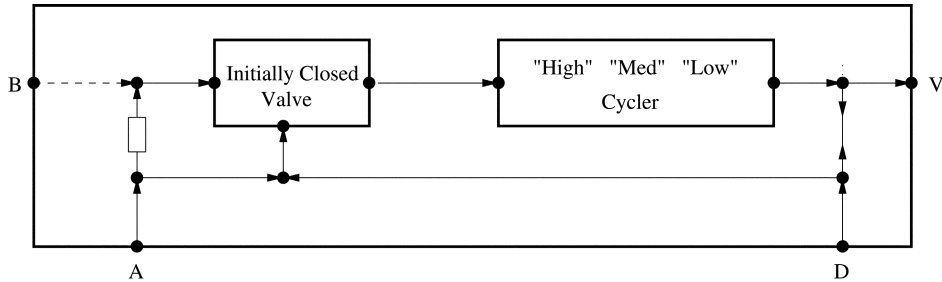 "High" "Med" "Low"
Initially Closed
Valve
Cycler
B
V
A
D